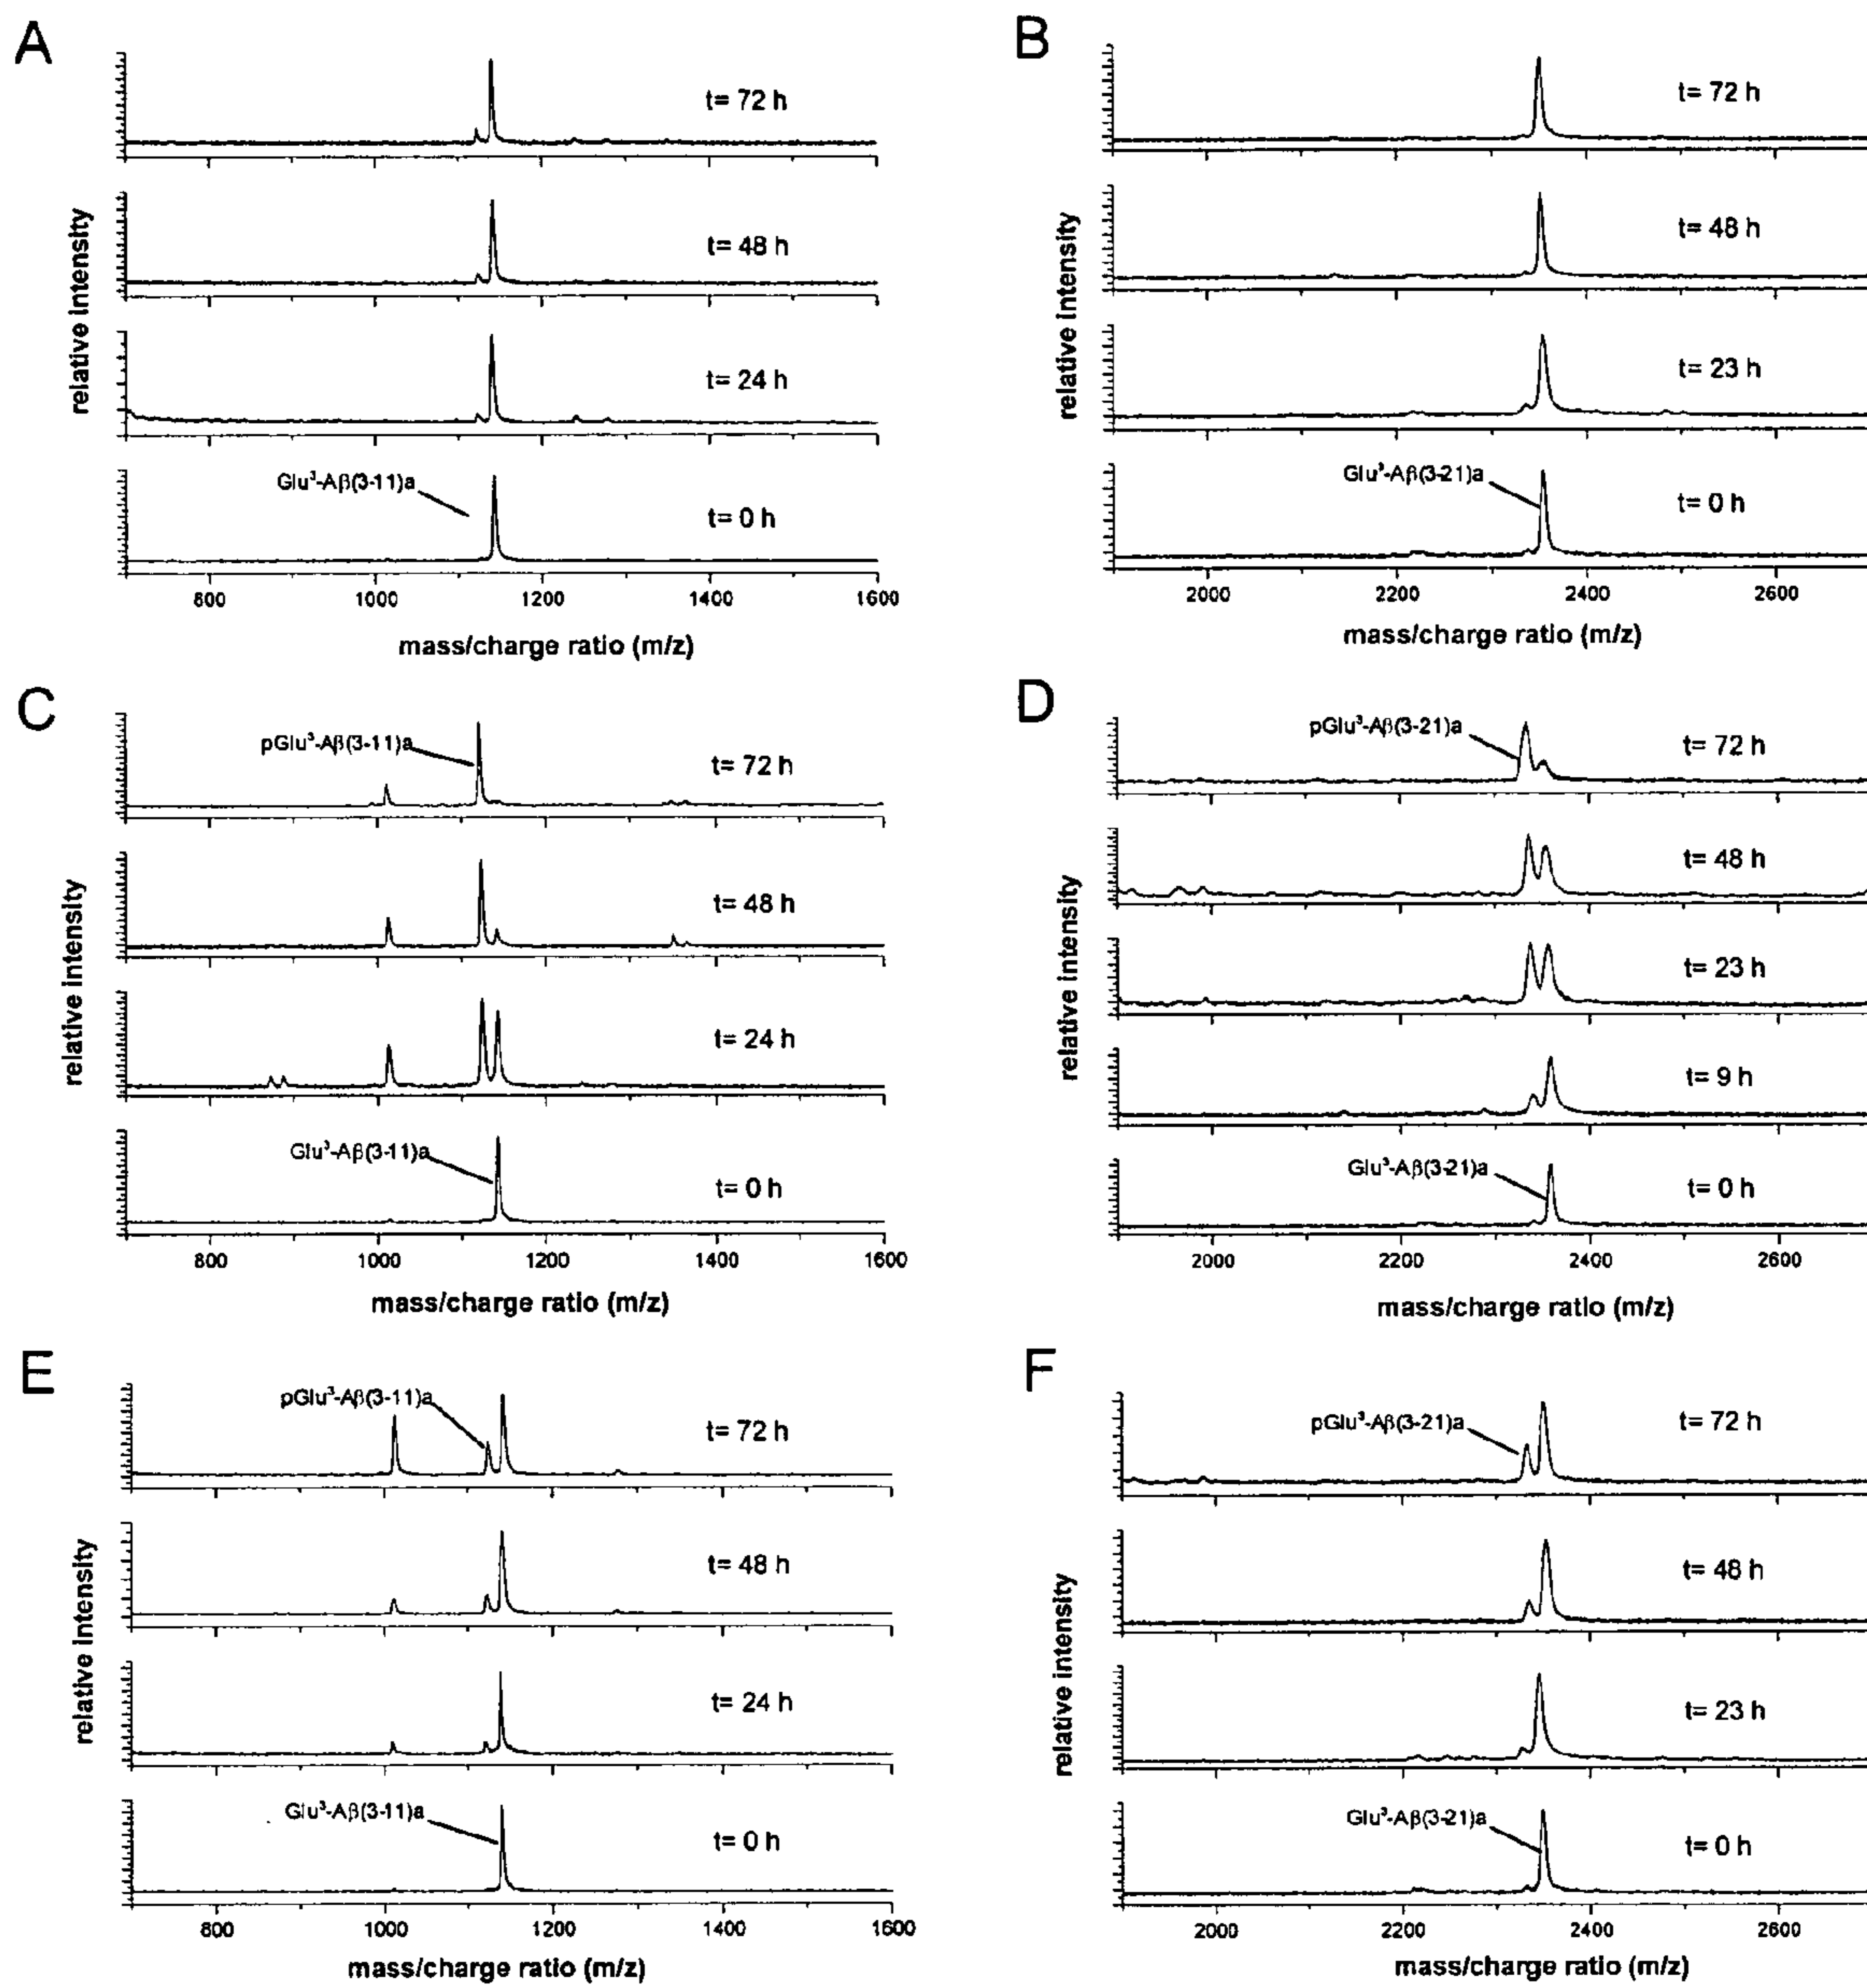 A
t= 72 h
t= 48 h
t= 24 h
Glu³-Aβ(3-11)a
t= 0 h
relative intensity
800 1000 1200 1400 1600
mass/charge ratio (m/z)
B
t= 72 h
t= 48 h
t= 23 h
Glu³-Aβ(3-21)a
t= 0 h
relative intensity
relative intensity
2000 2200 2400 2600
mass/charge ratio (m/z)
C
pGlu³-Aβ(3-11)a
t= 72 h
t= 48 h
t= 24 h
Glu³-Aβ(3-11)a
t= 0 h
relative intensity
800 1000 1200 1400 1600
mass/charge ratio (m/z)
D
pGlu³-Aβ(3-21)a
t= 72 h
t= 48 h
t= 23 h
t= 9 h
Glu³-Aβ(3-21)a
t= 0 h
relative intensity
2000 2200 2400 2600
mass/charge ratio (m/z)
E
pGlu³-Aβ(3-11)a
t= 72 h
t= 48 h
t= 24 h
Glu³-Aβ(3-11)a
t= 0 h
relative intensity
800 1000 1200 1400 1600
mass/charge ratio (m/z)
F
pGlu³-Aβ(3-21)a
t= 72 h
t= 48 h
t= 23 h
Glu³-Aβ(3-21)a
t= 0 h
relative intensity
2000 2200 2400 2600
mass/charge ratio (m/z)